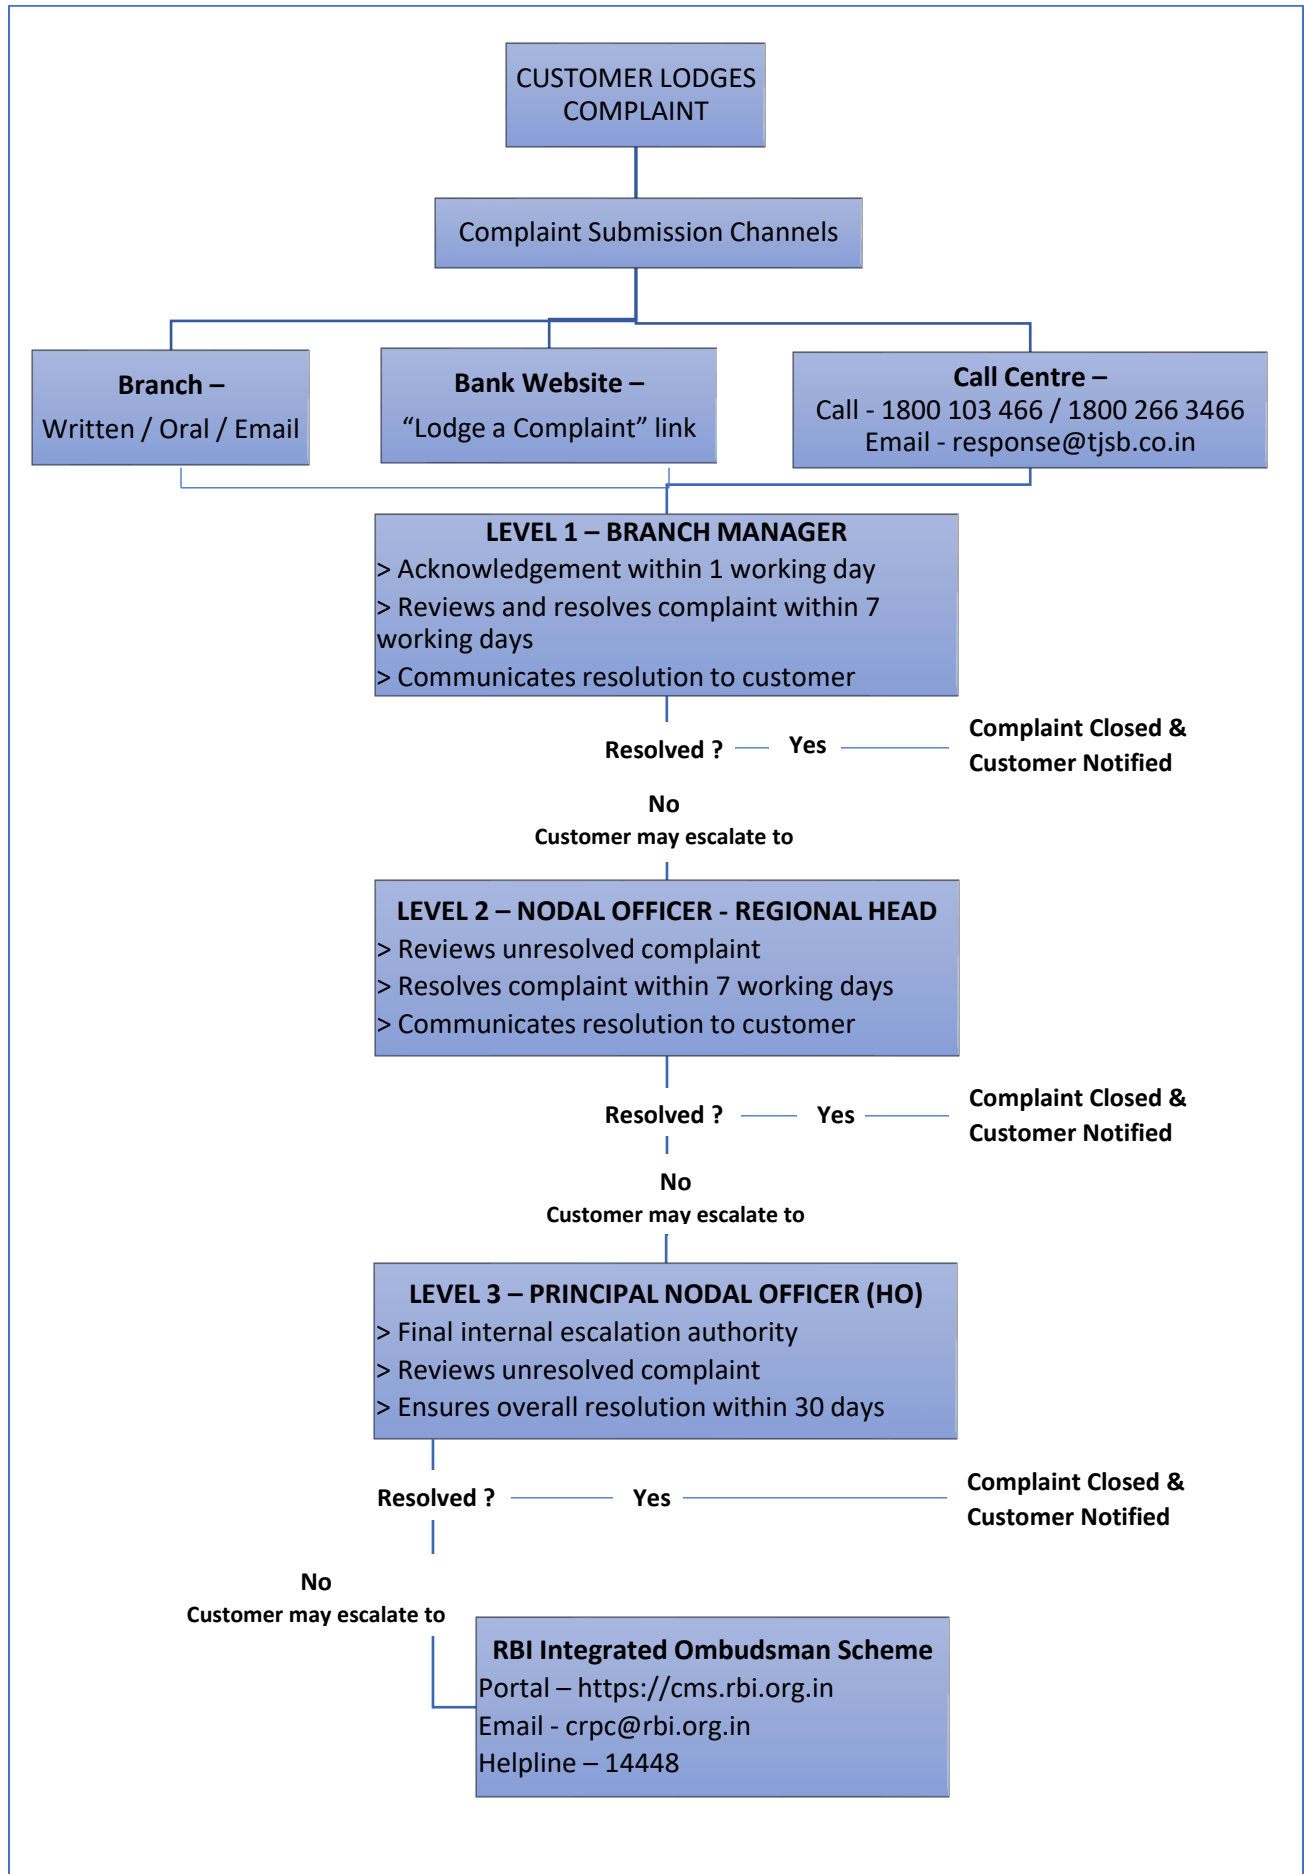 CUSTOMER LODGES
COMPLAINT
Complaint Submission Channels
Branch –
Written / Oral / Email
Bank Website –
“Lodge a Complaint” link
Call Centre –
Call - 1800 103 466 / 1800 266 3466
Email - response@tjsb.co.in
LEVEL 1 – BRANCH MANAGER
> Acknowledgement within 1 working day
> Reviews and resolves complaint within 7
working days
> Communicates resolution to customer
Resolved ?
Yes
Complaint Closed &
Customer Notified
No
Customer may escalate to
LEVEL 2 – NODAL OFFICER - REGIONAL HEAD
> Reviews unresolved complaint
> Resolves complaint within 7 working days
> Communicates resolution to customer
Resolved ?
Yes
Complaint Closed &
Customer Notified
No
Customer may escalate to
LEVEL 3 – PRINCIPAL NODAL OFFICER (HO)
> Final internal escalation authority
> Reviews unresolved complaint
> Ensures overall resolution within 30 days
Resolved ?
Yes
Complaint Closed &
Customer Notified
No
Customer may escalate to
RBI Integrated Ombudsman Scheme
Portal – https://cms.rbi.org.in
Email - crpc@rbi.org.in
Helpline – 14448